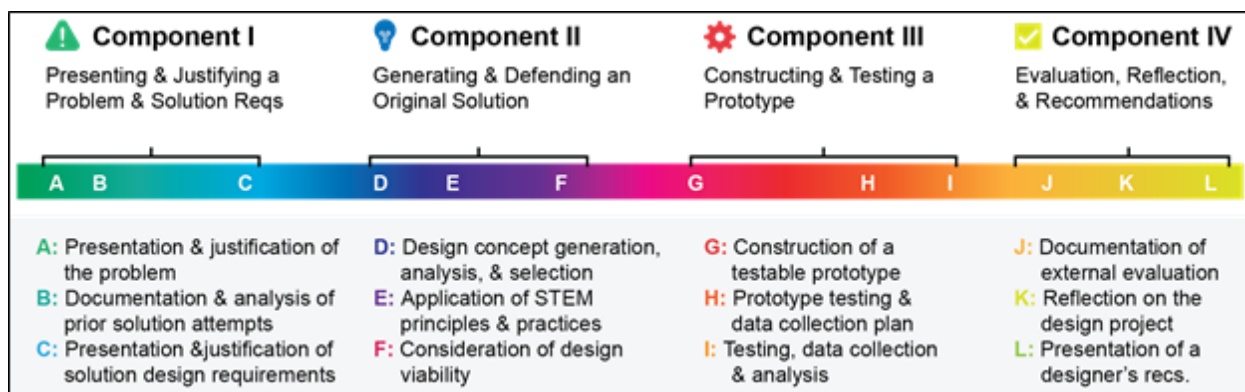 Component I
Presenting & Justifying a
Problem & Solution Reqs
Component II
Generating & Defending an
Original Solution
Component III
Constructing & Testing a
Prototype
Component IV
Evaluation, Reflection,
& Recommendations
A B C D E F G H I J K L
A: Presentation & justification of
the problem
B: Documentation & analysis of
prior solution attempts
C: Presentation &justification of
solution design requirements
D: Design concept generation,
analysis, & selection
E: Application of STEM
principles & practices
F: Consideration of design
viability
G: Construction of a
testable prototype
H: Prototype testing &
data collection plan
I: Testing, data collection
& analysis
J: Documentation of
external evaluation
K: Reflection on the
design project
L: Presentation of a
designer's recs.